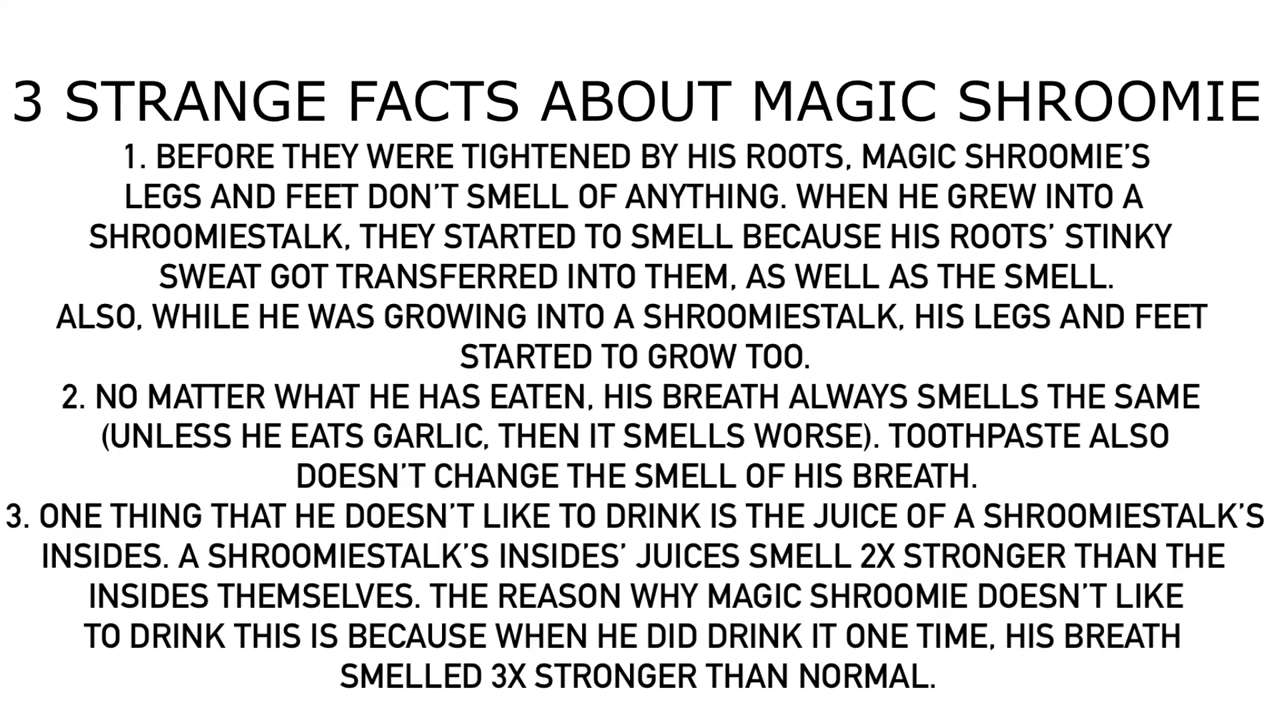 3 STRANGE FACTS ABOUT MAGIC SHROOMIE
1. BEFORE THEY WERE TIGHTENED BY HIS ROOTS, MAGIC SHROOMIE'S
LEGS AND FEET DON'T SMELL OF ANYTHING. WHEN HE GREW INTO A
SHROOMIESTALK, THEY STARTED TO SMELL BECAUSE HIS ROOTS' STINKY
SWEAT GOT TRANSFERRED INTO THEM, AS WELL AS THE SMELL.
ALSO, WHILE HE WAS GROWING INTO A SHROOMIESTALK, HIS LEGS AND FEET
STARTED TO GROW TOO.
2. NO MATTER WHAT HE HAS EATEN, HIS BREATH ALWAYS SMELLS THE SAME
(UNLESS HE EATS GARLIC, THEN IT SMELLS WORSE). TOOTHPASTE ALSO
DOESN'T CHANGE THE SMELL OF HIS BREATH.
3. ONE THING THAT HE DOESN'T LIKE TO DRINK IS THE JUICE OF A SHROOMIESTALK'S
INSIDES. A SHROOMIESTALK'S INSIDES' JUICES SMELL 2X STRONGER THAN THE
INSIDES THEMSELVES. THE REASON WHY MAGIC SHROOMIE DOESN'T LIKE
TO DRINK THIS IS BECAUSE WHEN HE DID DRINK IT ONE TIME, HIS BREATH
SMELLED 3X STRONGER THAN NORMAL.